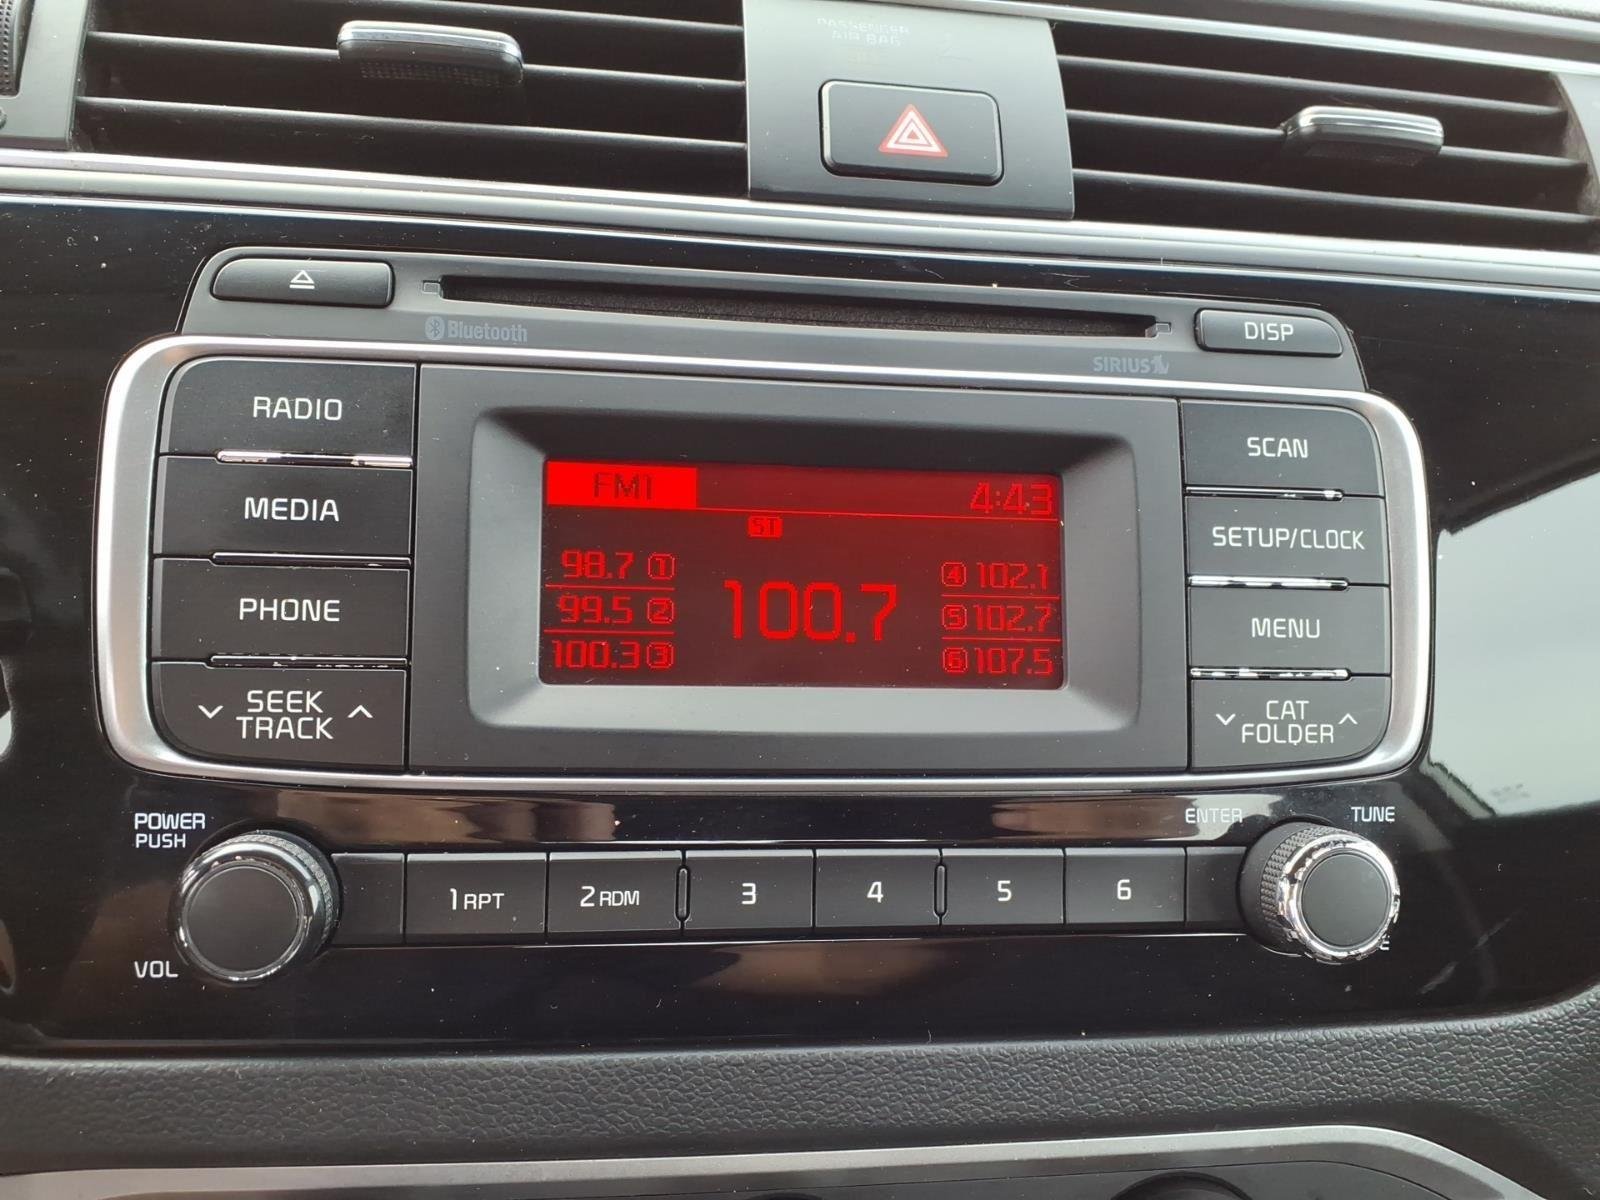 PASSENGER
AIR BAG
Bluetooth
DISP
SIRIUS
RADIO
SCAN
MEDIA
SETUP/CLOCK
PHONE
MENU
SEEK
TRACK
CAT
FOLDER
FM1 4:43
ST
98.7 1
99.5 2
100.3 3
100.7
4 102.1
5 102.7
6 107.5
POWER
PUSH
VOL
1 RPT
2 RDM
3
4
5
6
ENTER
TUNE